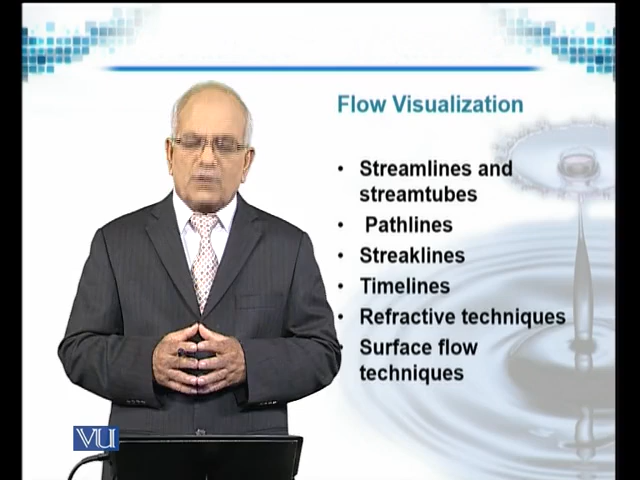 Flow Visualization
• Streamlines and
streamtubes
• Pathlines
• Streaklines
• Timelines
• Refractive techniques
Surface flow
techniques
VU